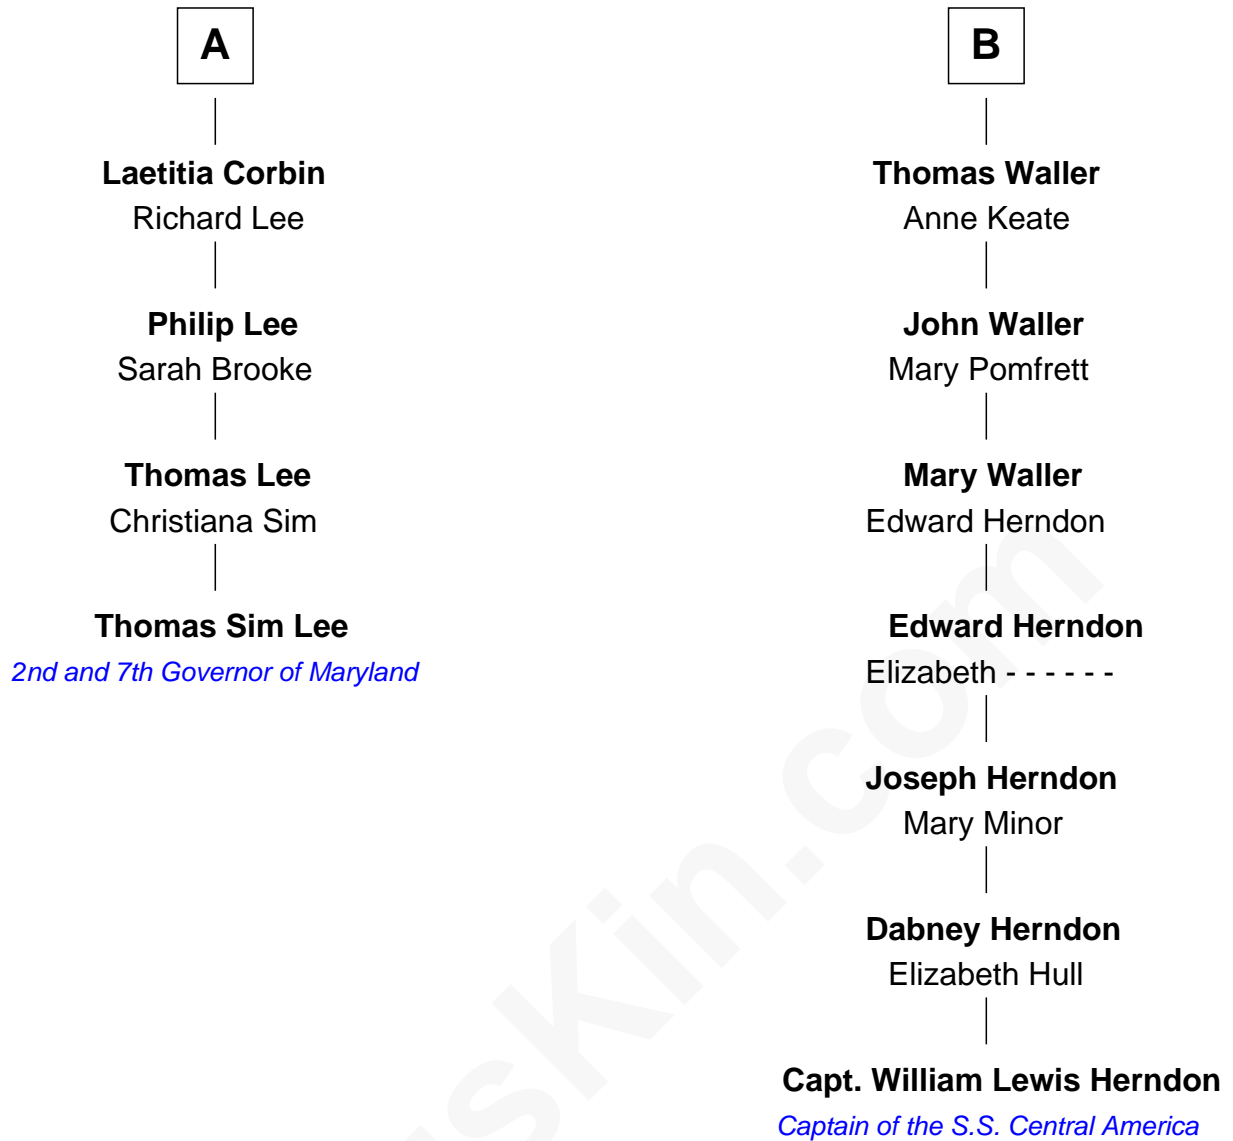 A
Laetitia Corbin
Richard Lee
Philip Lee
Sarah Brooke
Thomas Lee
Christiana Sim
Thomas Sim Lee
2nd and 7th Governor of Maryland
B
Thomas Waller
Anne Keate
John Waller
Mary Pomfrett
Mary Waller
Edward Herndon
Edward Herndon
Elizabeth - - - - - -
Joseph Herndon
Mary Minor
Dabney Herndon
Elizabeth Hull
Capt. William Lewis Herndon
Captain of the S.S. Central America